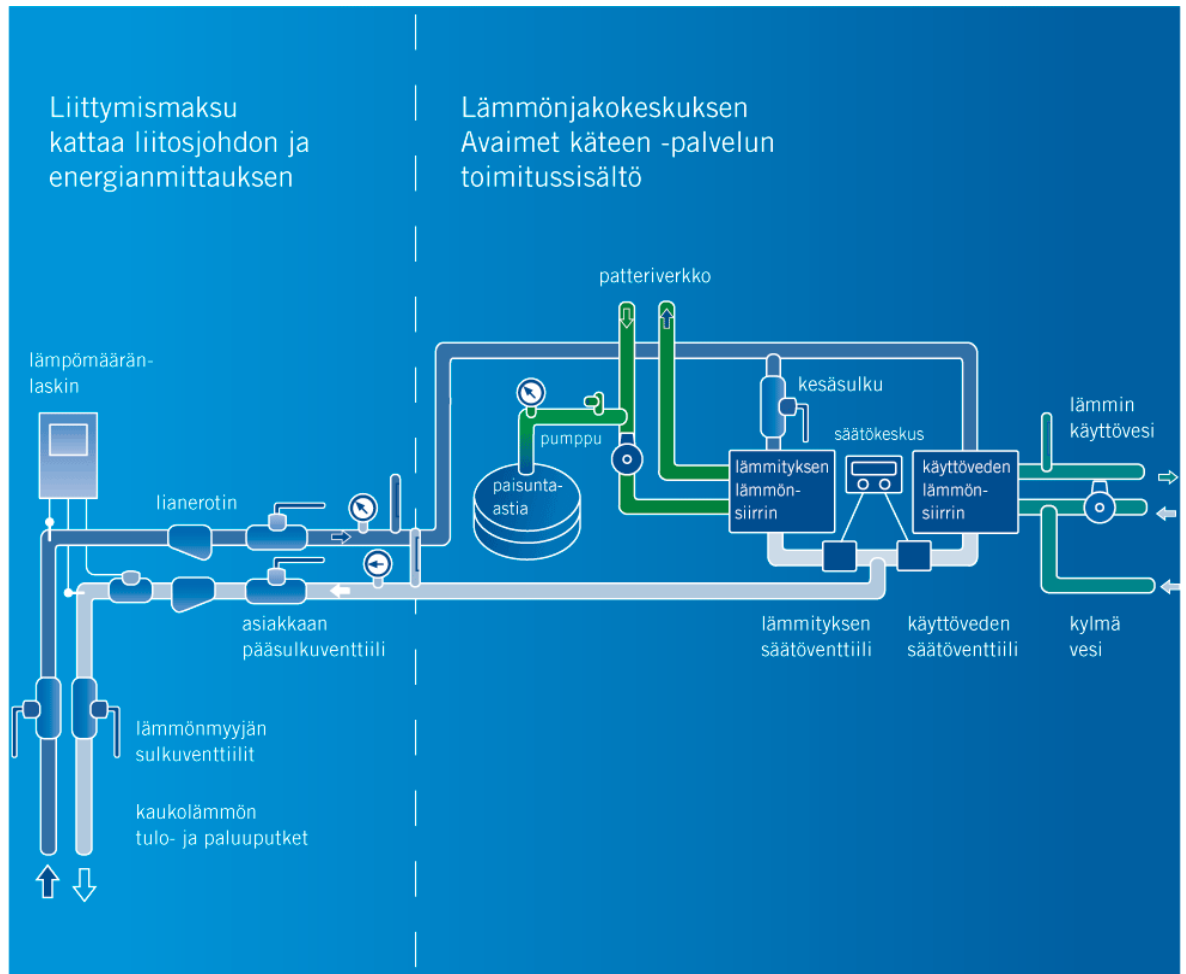 Liittymismaksu
kattaa liitosjohdon ja
energianmittauksen
Lämmönjakokeskuksen
Avaimet käteen -palvelun
toimitussisältö
patteriverkko
lämpömäärän-
laskin
kesäsulku
lämmin
käyttövesi
pumppu
säätökeskus
lianerotin
paisunta-
astia
lämmityksen
lämmön-
siirrin
käyttöveden
lämmön-
siirrin
asiakkaan
pääsulkuventtiili
lämmityksen
säätöventtiili
käyttöveden
säätöventtiili
kylmä
vesi
lämmönmyyjän
sulkuventtiilit
kaukolämmön
tulo- ja paluuputket